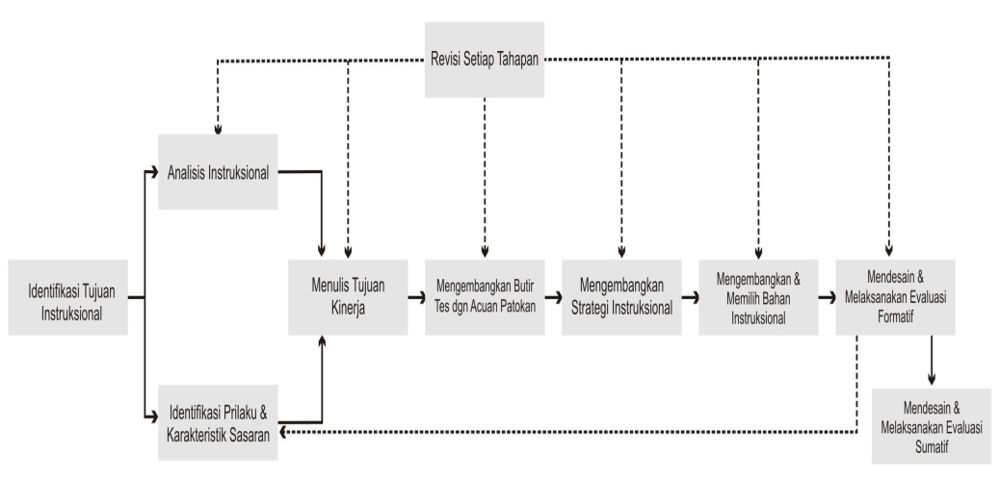 Revisi Setiap Tahapan
Analisis Instruksional
Identifikasi Tujuan
Instruksional
Menulis Tujuan
Kinerja
Mengembangkan Butir
Tes dgn Acuan Patokan
Mengembangkan
Strategi Instruksional
Mengembangkan &
Memilih Bahan
Instruksional
Mendesain &
Melaksanakan Evaluasi
Formatif
Identifikasi Prilaku &
Karakteristik Sasaran
Mendesain &
Melaksanakan Evaluasi
Sumatif